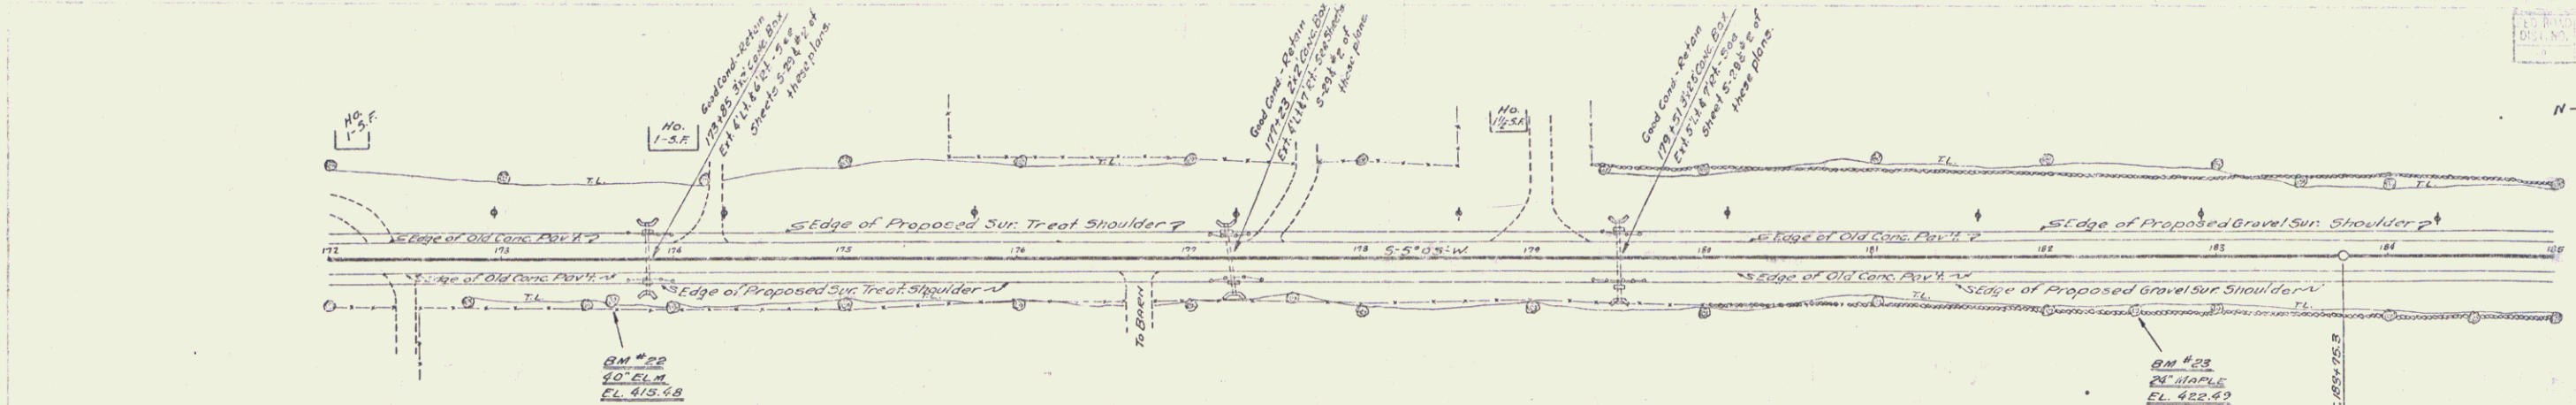 Ho.
1-S.F.
Ho.
1-S.F.
Good Cond.-Retain
173+85 3'x2' Conc. Box
Ext. 4' Lt. & 6' Rt. - See
Sheets S-29 & #2 of
these plans.
Good Cond.-Retain
177+23 2'x2' Conc. Box
Ext. 4' Lt & 7' Rt. - See Sheets
S-29 & #2 of
these plans.
Ho.
1½ S.F.
Good Cond.-Retain
179+51 3'x2.5' Conc. Box
Ext. 5' Lt. & 7' Rt. - See
Sheet S-29 & #2 of
these plans.
N-
T.L.
T.L.
T.L.
T.L.
Edge of Old Conc. Pav't.
Edge of Proposed Sur. Treat Shoulder
Edge of Old Conc. Pav't.
Edge of Proposed Gravel Sur. Shoulder
172 173 174 175 176 177 178 179 180 181 182 183 184 185
S-5°05'-W.
Edge of Old Conc. Pav't.
Edge of Proposed Sur. Treat. Shoulder
Edge of Old Conc. Pav't.
Edge of Proposed Gravel Sur. Shoulder
T.L.
T.L.
T.L.
T.L.
To BARN
BM #22
40" ELM
EL. 415.48
BM #23
24" MAPLE
EL. 422.49
183+75.3